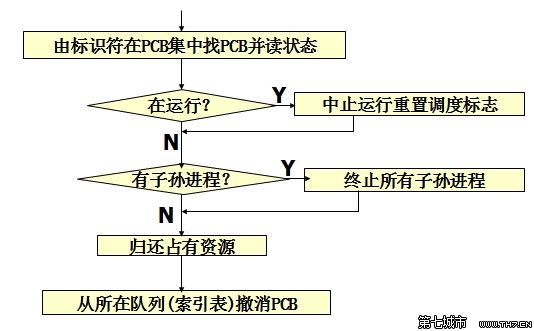 由标识符在PCB集中找PCB并读状态
在运行?
Y
中止运行重置调度标志
N
有子孙进程?
Y
终止所有子孙进程
N
归还占有资源
从所在队列(索引表)撤消PCB
第七城市 WWW.TH7.CN